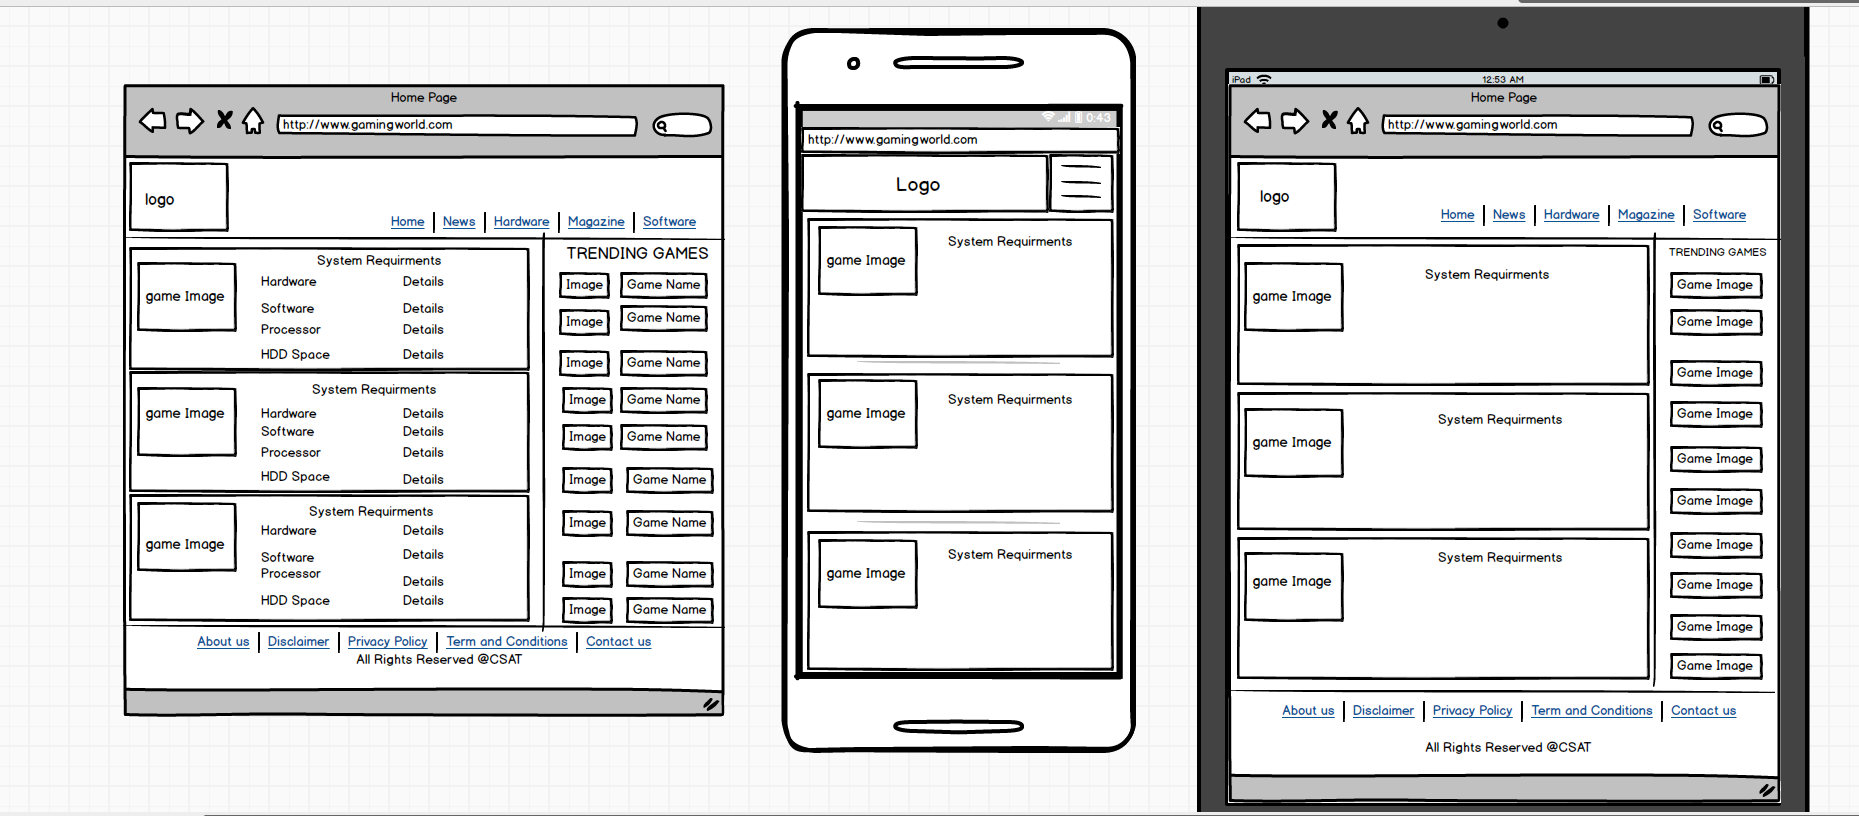 Home Page
http://www.gamingworld.com
logo
Home | News | Hardware | Magazine | Software
System Requirments
game Image
Hardware Details
Software Details
Processor Details
HDD Space Details
System Requirments
game Image
Hardware Details
Software Details
Processor Details
HDD Space Details
System Requirments
game Image
Hardware Details
Software Details
Processor Details
HDD Space Details
TRENDING GAMES
Image Game Name
Image Game Name
Image Game Name
Image Game Name
Image Game Name
Image Game Name
Image Game Name
Image Game Name
Image Game Name
About us | Disclaimer | Privacy Policy | Term and Conditions | Contact us
All Rights Reserved @CSAT
0:43
http://www.gamingworld.com
Logo
game Image System Requirments
game Image System Requirments
game Image System Requirments
iPad 12:53 AM
Home Page
http://www.gamingworld.com
logo
Home | News | Hardware | Magazine | Software
game Image System Requirments
game Image System Requirments
game Image System Requirments
TRENDING GAMES
Game Image
Game Image
Game Image
Game Image
Game Image
Game Image
Game Image
Game Image
Game Image
Game Image
About us | Disclaimer | Privacy Policy | Term and Conditions | Contact us
All Rights Reserved @CSAT